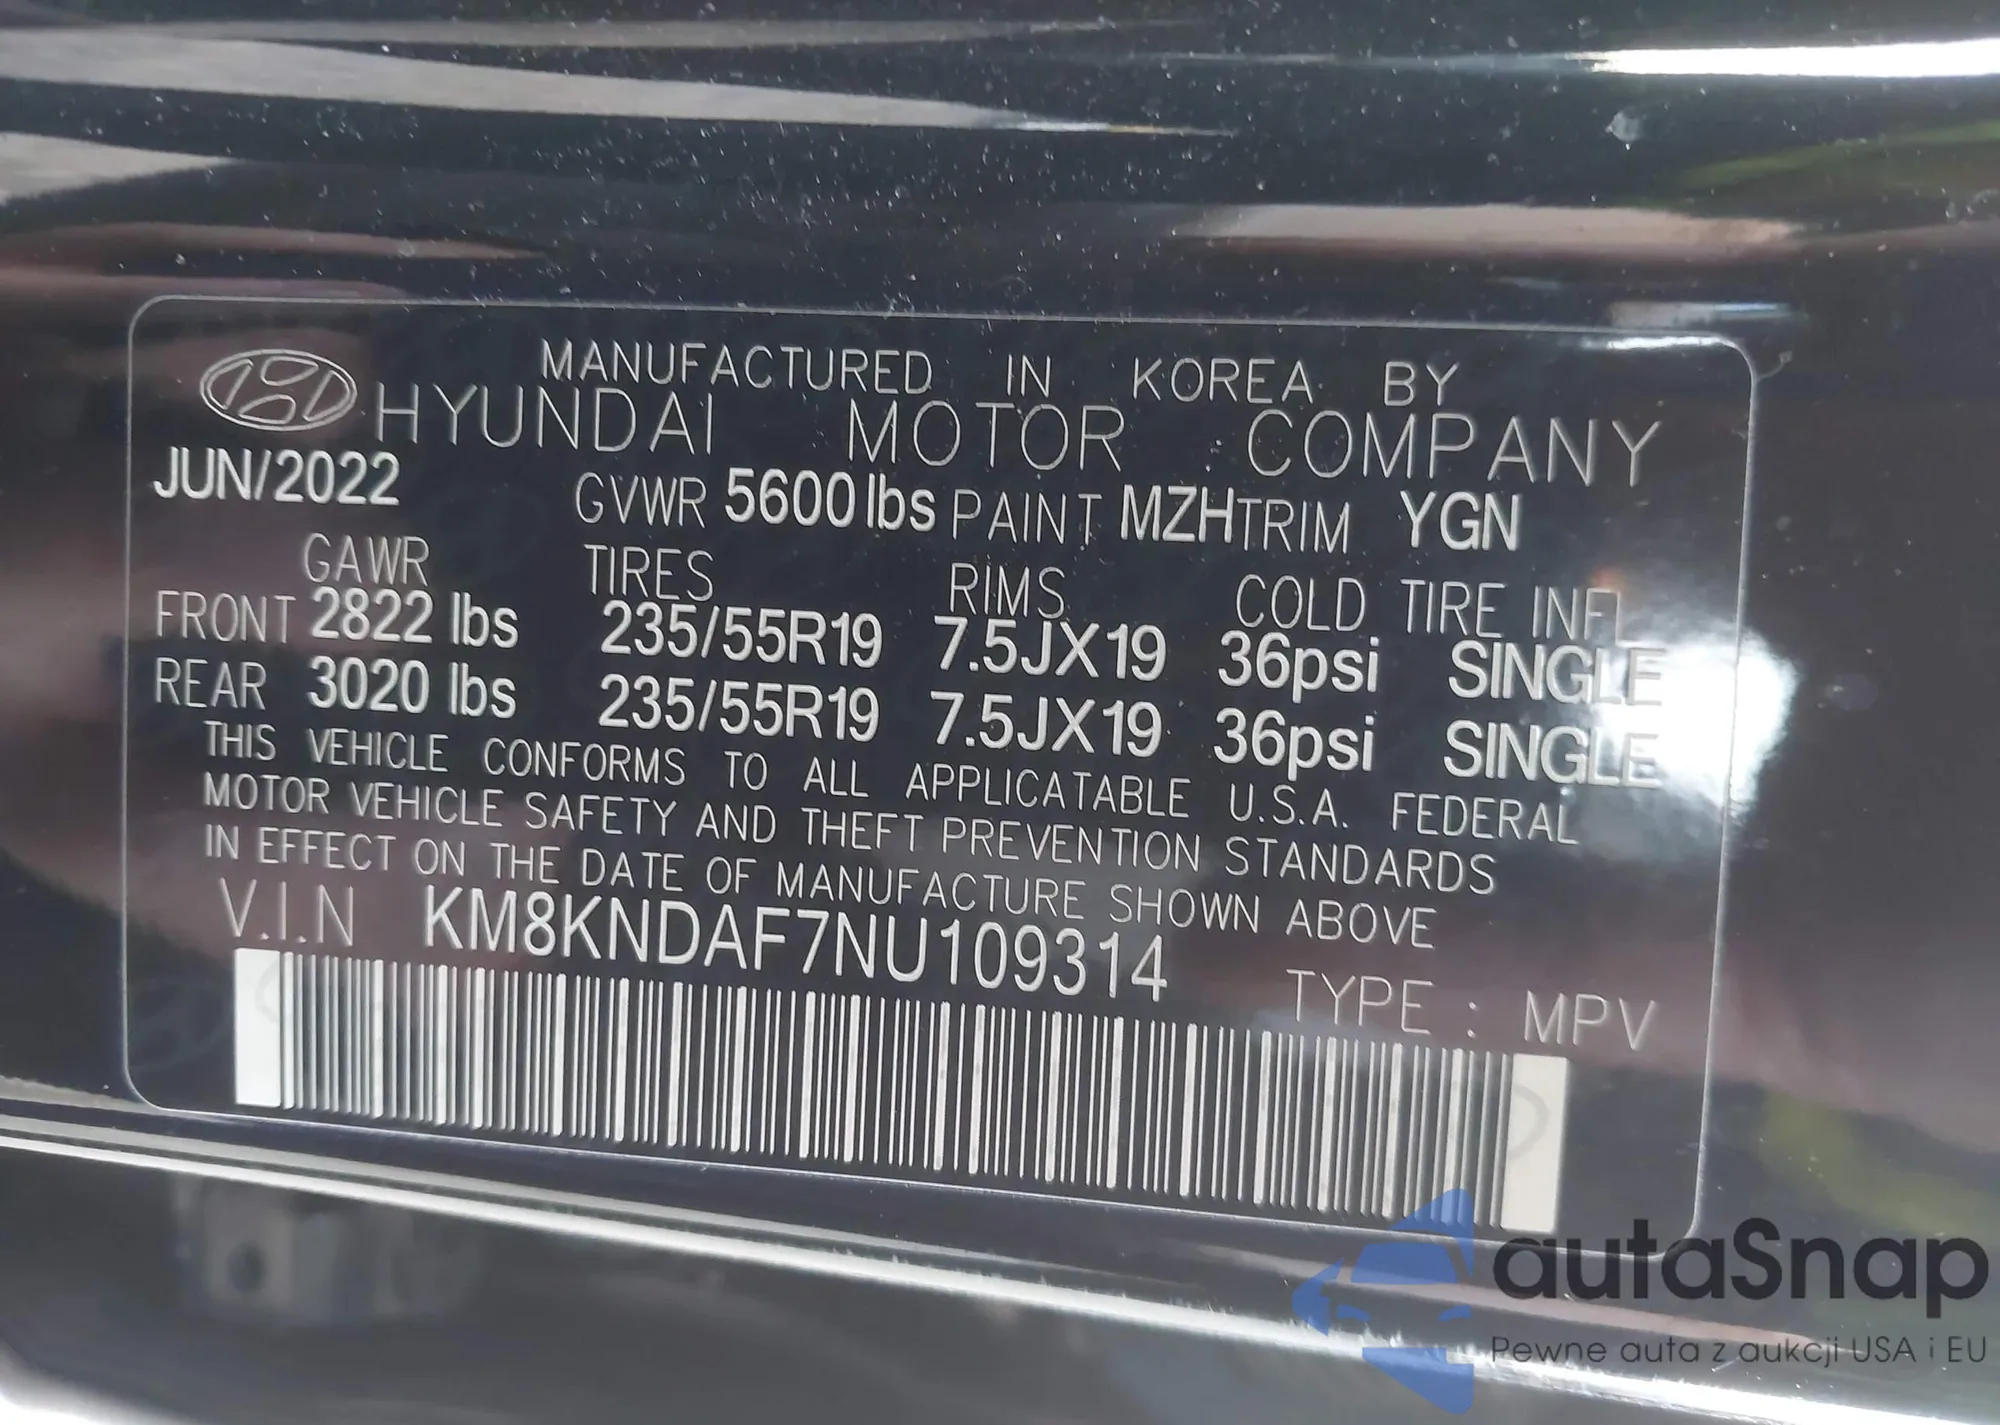 MANUFACTURED IN KOREA BY
HYUNDAI MOTOR COMPANY
JUN/2022 GVWR 5600lbs PAINT MZH TRIM YGN
GAWR TIRES RIMS COLD TIRE INFL
FRONT 2822 lbs 235/55R19 7.5JX19 36psi SINGLE
REAR 3020 lbs 235/55R19 7.5JX19 36psi SINGLE
THIS VEHICLE CONFORMS TO ALL APPLICATABLE U.S.A. FEDERAL
MOTOR VEHICLE SAFETY AND THEFT PREVENTION STANDARDS
IN EFFECT ON THE DATE OF MANUFACTURE SHOWN ABOVE
V.I.N KM8KNDAF7NU109314
TYPE : MPV
autaSnap
Pewne auta z aukcji USA i EU